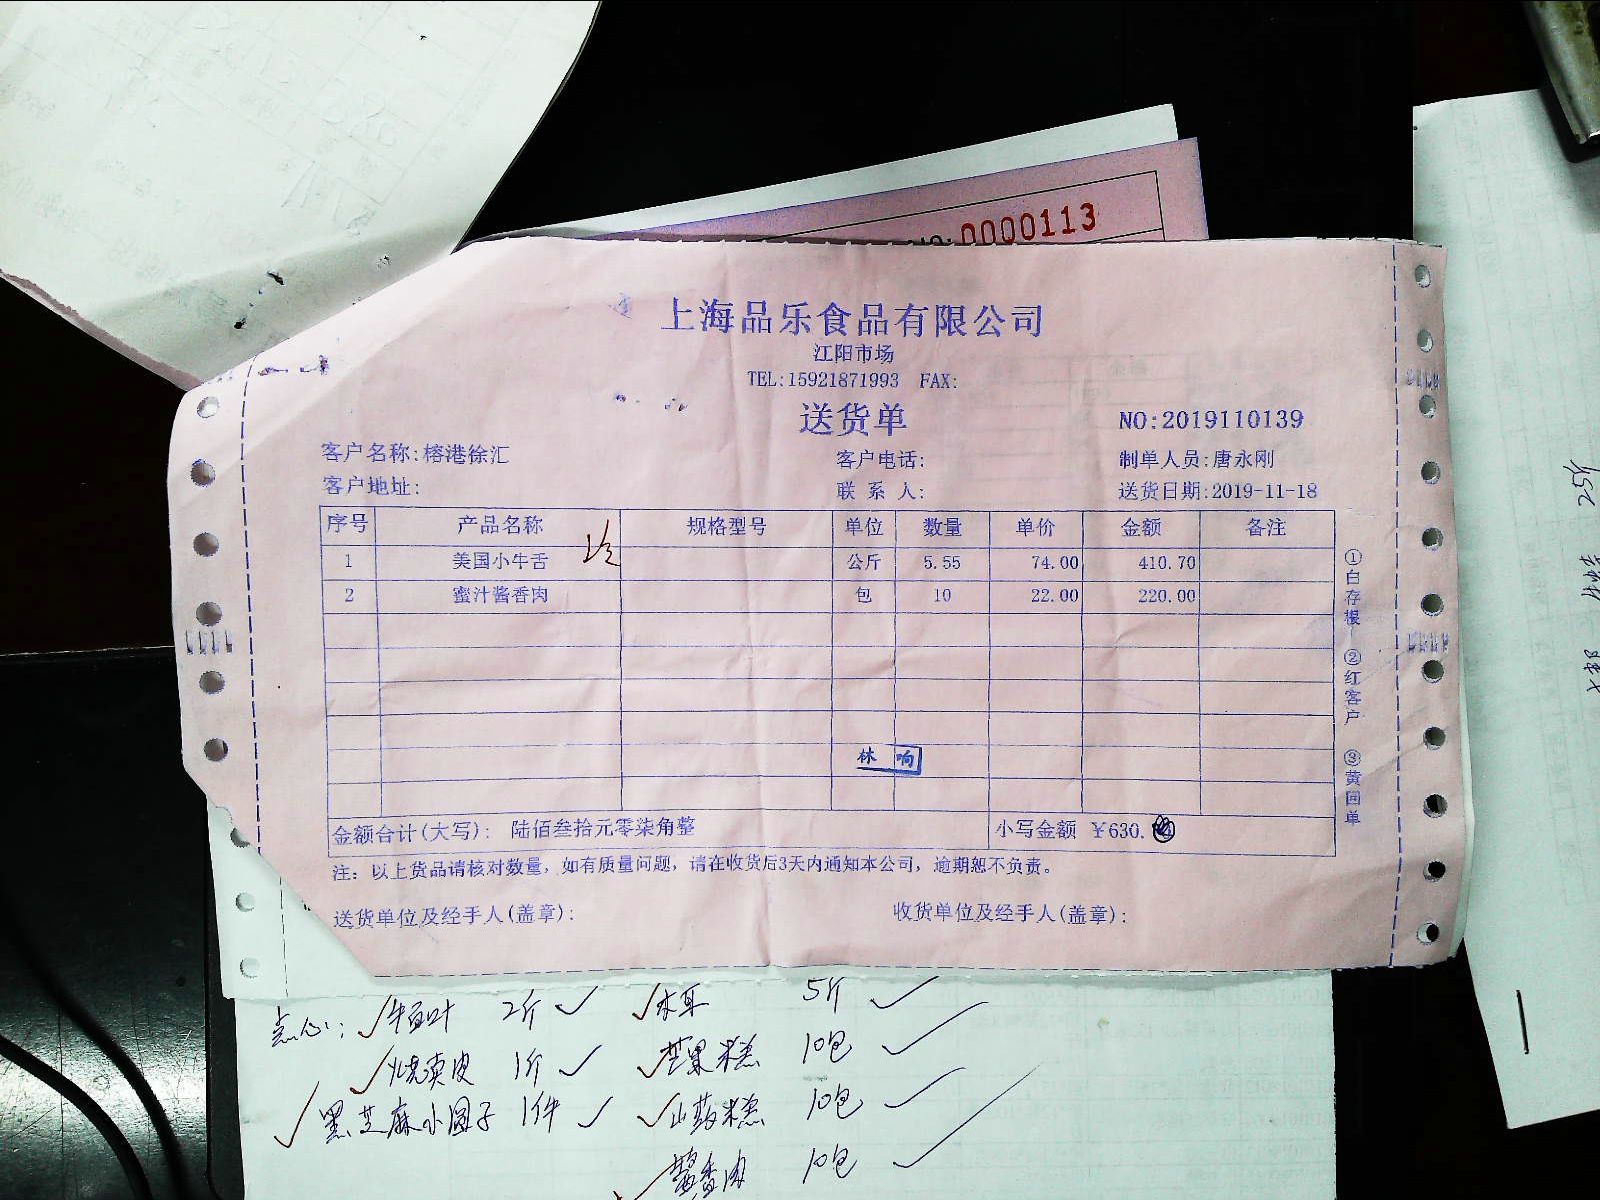 NO:0000113
上海品乐食品有限公司
江阳市场
TEL:15921871993 FAX:
送货单
NO:2019110139
客户名称:榕港徐汇 客户电话: 制单人员:唐永刚
客户地址: 联系人: 送货日期:2019-11-18
序号 产品名称 规格型号 单位 数量 单价 金额 备注
1 美国小牛舌 公斤 5.55 74.00 410.70
2 蜜汁酱香肉 包 10 22.00 220.00
林响
金额合计(大写): 陆佰叁拾元零柒角整 小写金额 ¥630.
注: 以上货品请核对数量, 如有质量问题, 请在收货后3天内通知本公司, 逾期恕不负责。
送货单位及经手人(盖章): 收货单位及经手人(盖章):
①白存根 ②红客户 ③黄回单
点心: 牛百叶 2斤 木耳 5斤
烧卖皮 1斤 芒果糕 10包
黑芝麻小圆子 1件 山药糕 10包
酱香肉 10包